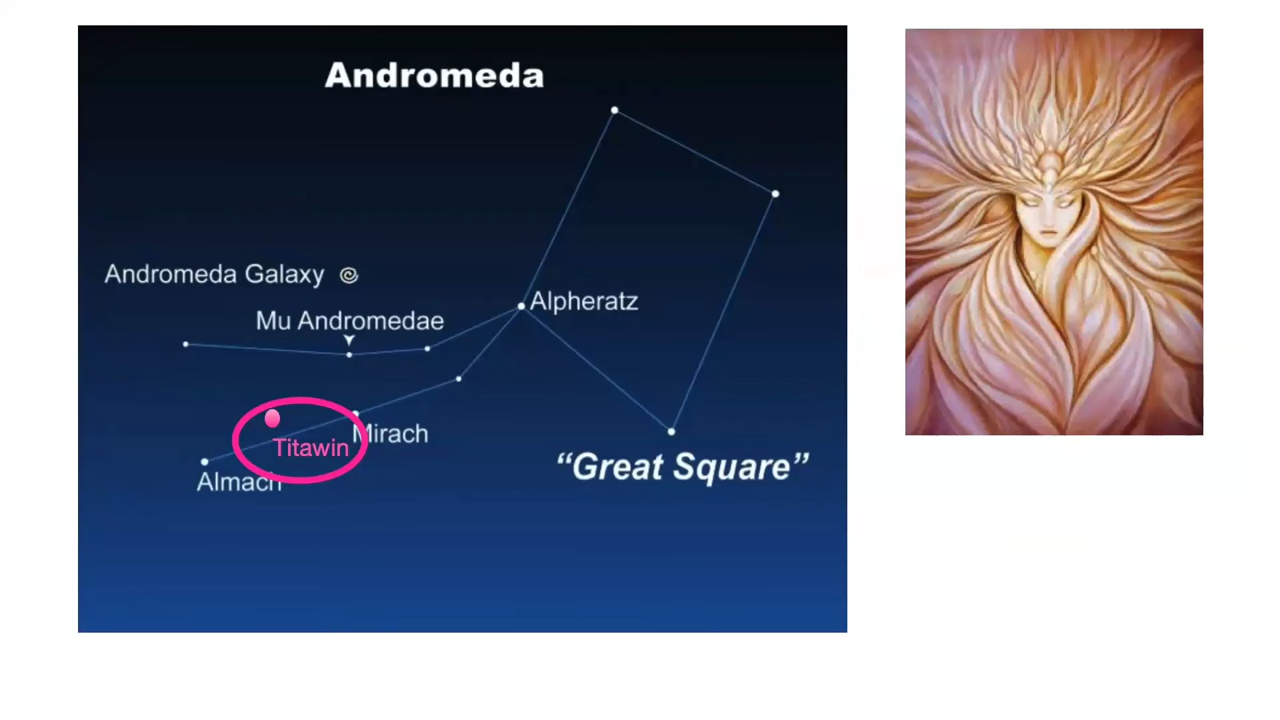 Andromeda
Andromeda Galaxy
Alpheratz
Mu Andromedae
Mirach
Titawin
Almach
“Great Square”